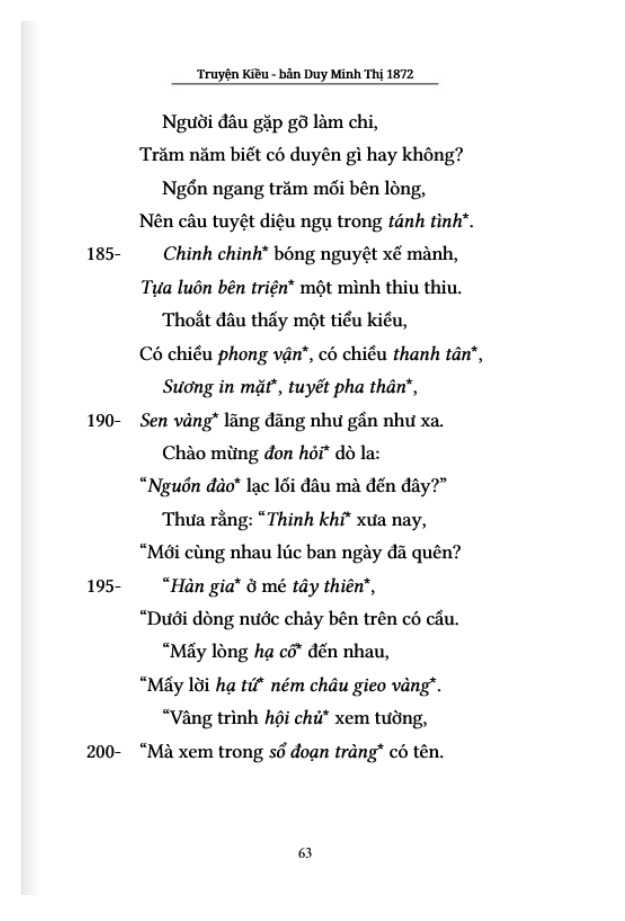 Truyện Kiều - bản Duy Minh Thị 1872
Người đâu gặp gỡ làm chi,
Trăm năm biết có duyên gì hay không?
Ngổn ngang trăm mối bên lòng,
Nên câu tuyệt diệu ngụ trong tánh tình*.
185- Chinh chinh* bóng nguyệt xế mành,
Tựa luôn bên triện* một mình thiu thiu.
Thoắt đâu thấy một tiểu kiều,
Có chiều phong vận*, có chiều thanh tân*,
Sương in mặt*, tuyết pha thân*,
190- Sen vàng* lãng đãng như gần như xa.
Chào mừng đon hỏi* dò la:
“Nguồn đào* lạc lối đâu mà đến đây?”
Thưa rằng: “Thinh khí* xưa nay,
“Mới cùng nhau lúc ban ngày đã quên?
195- “Hàn gia* ở mé tây thiên*,
“Dưới dòng nước chảy bên trên có cầu.
“Mấy lòng hạ cố* đến nhau,
“Mấy lời hạ tứ* ném châu gieo vàng*.
“Vâng trình hội chủ* xem tường,
200- “Mà xem trong sổ đoạn tràng* có tên.
63